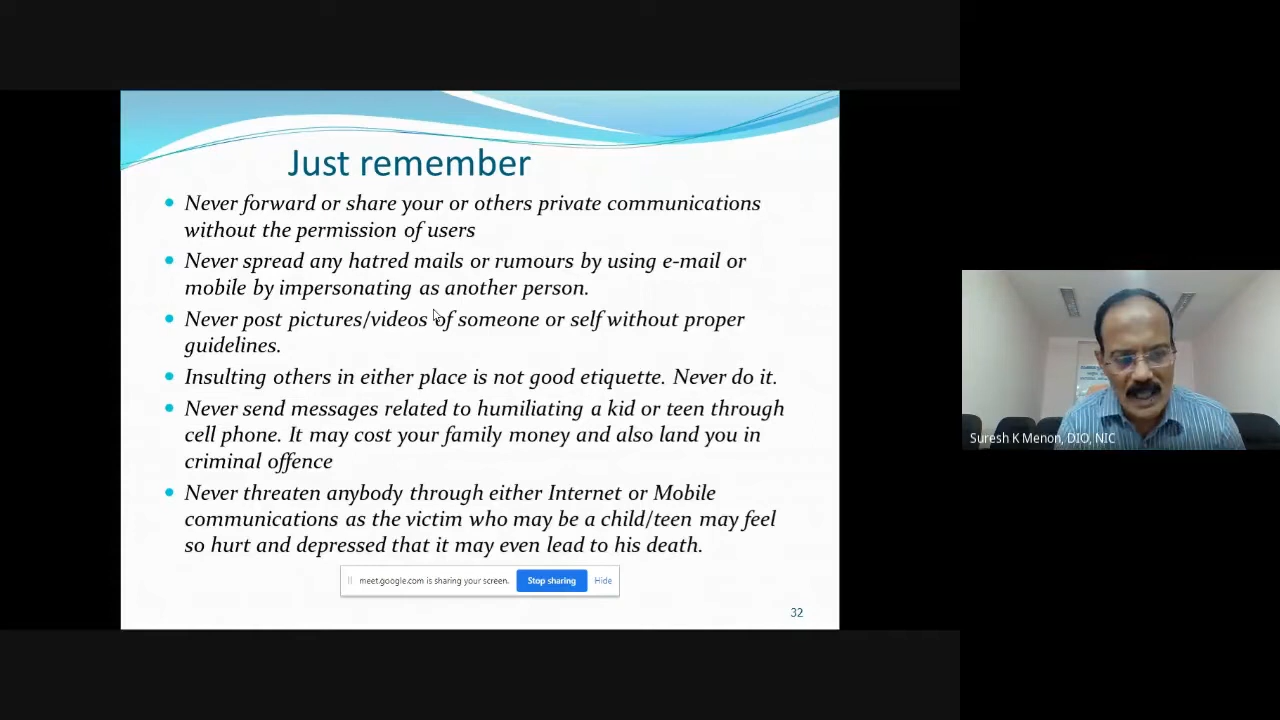 Just remember
Never forward or share your or others private communications
without the permission of users
Never spread any hatred mails or rumours by using e-mail or
mobile by impersonating as another person.
Never post pictures/videos of someone or self without proper
guidelines.
Insulting others in either place is not good etiquette. Never do it.
Never send messages related to humiliating a kid or teen through
cell phone. It may cost your family money and also land you in
criminal offence
Never threaten anybody through either Internet or Mobile
communications as the victim who may be a child/teen may feel
so hurt and depressed that it may even lead to his death.
meet.google.com is sharing your screen. Stop sharing Hide
32
Suresh K Menon, DIO, NIC